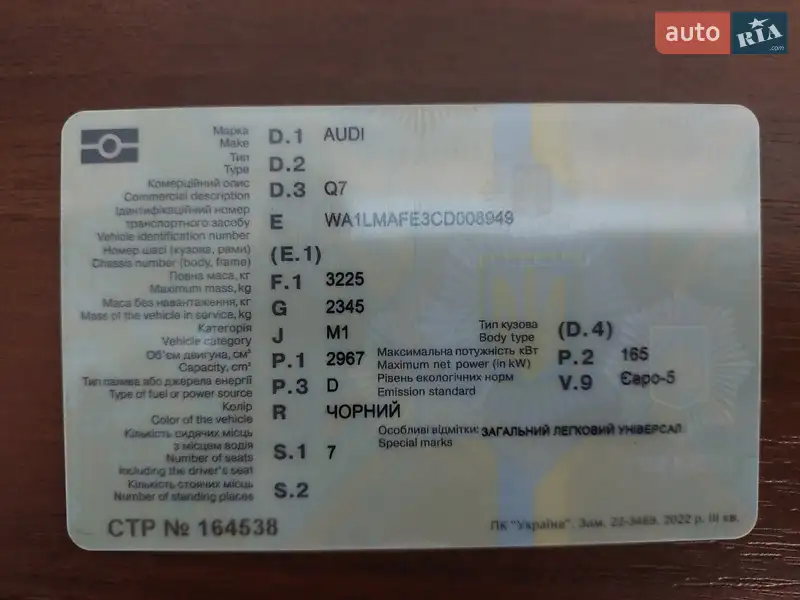 auto RIA.com
Марка
Make D.1 AUDI
Тип
Type D.2
Комерційний опис
Commercial description D.3 Q7
Ідентифікаційний номер
транспортного засобу
Vehicle identification number E WA1LMAFE3CD008949
Номер шасі (кузова, рами)
Chassis number (body, frame) (E.1)
Повна маса, кг
Maximum mass, kg F.1 3225
Маса без навантаження, кг
Mass of the vehicle in service, kg G 2345
Категорія
Vehicle category J M1
Тип кузова
Body type (D.4)
Об'єм двигуна, см³
Capacity, cm³ P.1 2967
Максимальна потужність кВт
Maximum net power (in kW) P.2 165
Тип палива або джерела енергії
Type of fuel or power source P.3 D
Рівень екологічних норм
Emission standard V.9 Євро-5
Колір
Color of the vehicle R ЧОРНИЙ
Особливі відмітки: ЗАГАЛЬНИЙ ЛЕГКОВИЙ УНІВЕРСАЛ
Special marks
Кількість сидячих місць
з місцем водія
Number of seats
including the driver's seat S.1 7
Кількість стоячих місць
Number of standing places S.2
СТР № 164538
ПК "Україна". Зам. 22-3469. 2022 р. III кв.